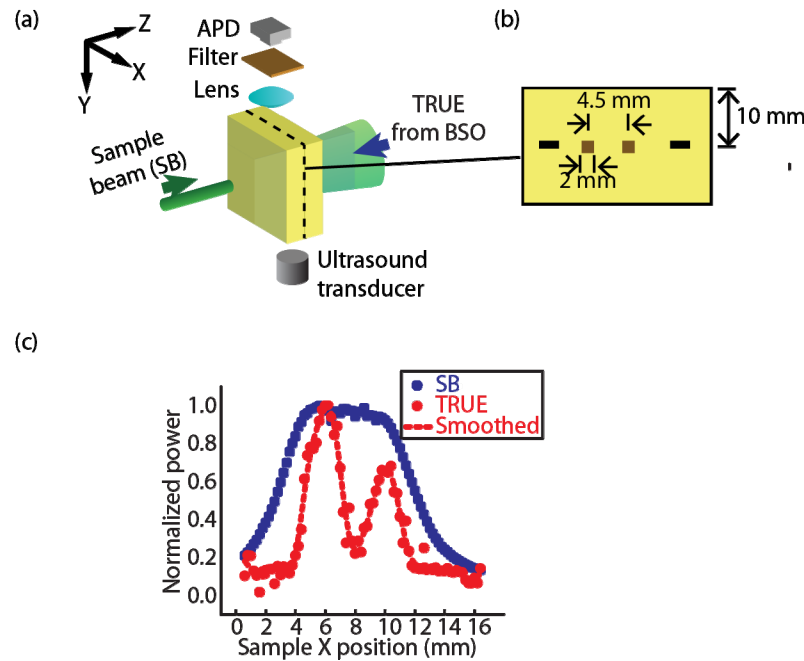 (a)
Z
X
Y
APD
Filter
Lens
Sample
beam (SB)
TRUE
from BSO
Ultrasound
transducer
(b)
4.5 mm
10 mm
2 mm
(c)
SB
TRUE
Smoothed
Normalized power
1.0
0.8
0.6
0.4
0.2
0.0
0 2 4 6 8 10 12 14 16
Sample X position (mm)